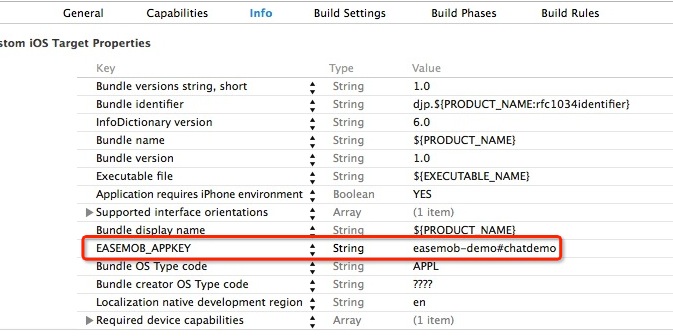 General Capabilities Info Build Settings Build Phases Build Rules
stom iOS Target Properties
Key Type Value
Bundle versions string, short String 1.0
Bundle identifier String djp.${PRODUCT_NAME:rfc1034identifier}
InfoDictionary version String 6.0
Bundle name String ${PRODUCT_NAME}
Bundle version String 1.0
Executable file String ${EXECUTABLE_NAME}
Application requires iPhone environment Boolean YES
Supported interface orientations Array (1 item)
Bundle display name String ${PRODUCT_NAME}
EASEMOB_APPKEY String easemob-demo#chatdemo
Bundle OS Type code String APPL
Bundle creator OS Type code String ????
Localization native development region String en
Required device capabilities Array (1 item)